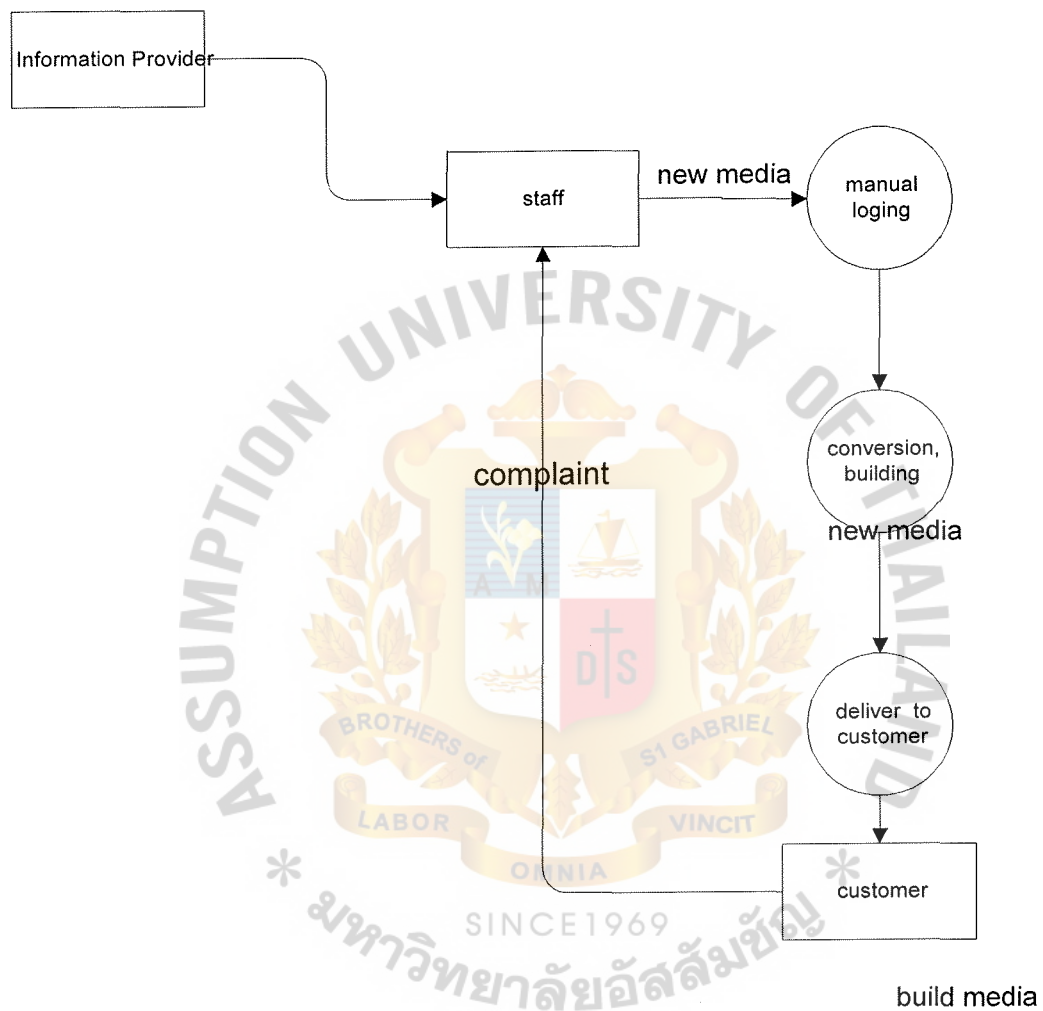 Information Provider
staff
new media
manual
loging
conversion,
building
new media
complaint
deliver to
customer
customer
build media
ASSUMPTION UNIVERSITY OF THAILAND
A M
D S
BROTHERS of
S1 GABRIEL
LABOR
OMNIA
VINCIT
SINCE1969
* มหาวิทยาลัยอัสสัมชัญ *